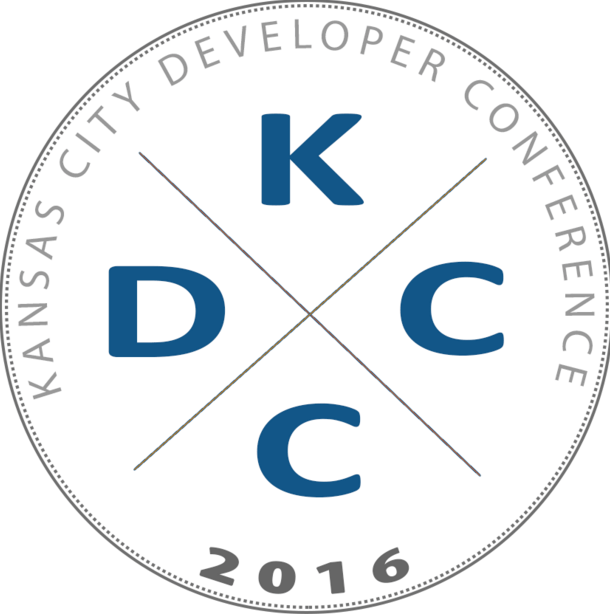 KANSAS CITY DEVELOPER CONFERENCE
K
D C
C
2016